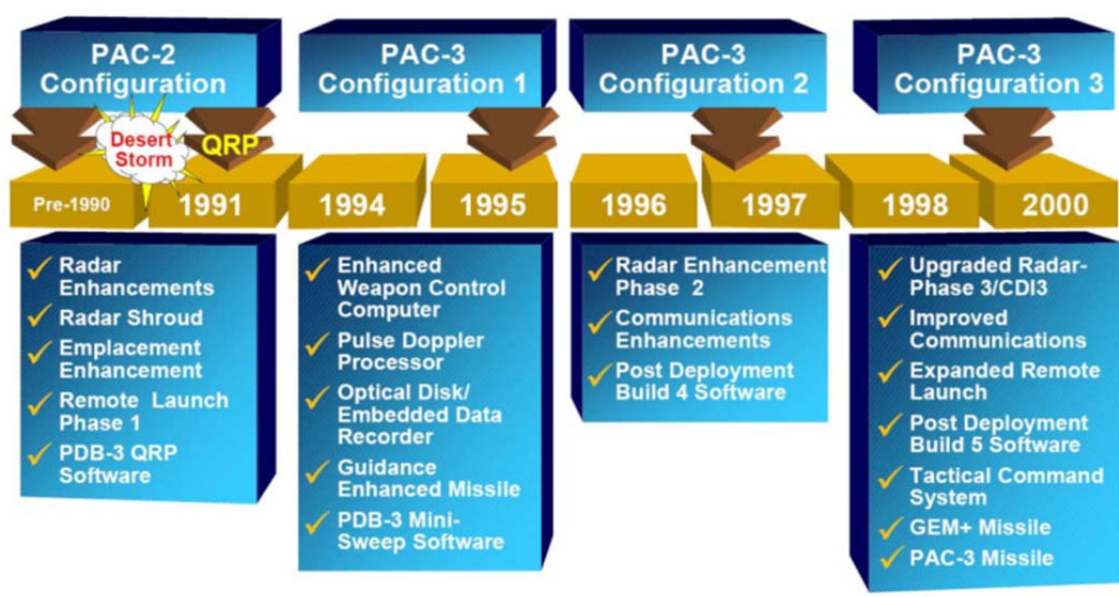 PAC-2
Configuration
PAC-3
Configuration 1
PAC-3
Configuration 2
PAC-3
Configuration 3
Desert
Storm
QRP
Pre-1990
1991
1994
1995
1996
1997
1998
2000
Radar
Enhancements
Radar Shroud
Emplacement
Enhancement
Remote Launch
Phase 1
PDB-3 QRP
Software
Enhanced
Weapon Control
Computer
Pulse Doppler
Processor
Optical Disk/
Embedded Data
Recorder
Guidance
Enhanced Missile
PDB-3 Mini-
Sweep Software
Radar Enhancement
Phase 2
Communications
Enhancements
Post Deployment
Build 4 Software
Upgraded Radar-
Phase 3/CDI3
Improved
Communications
Expanded Remote
Launch
Post Deployment
Build 5 Software
Tactical Command
System
GEM+ Missile
PAC-3 Missile